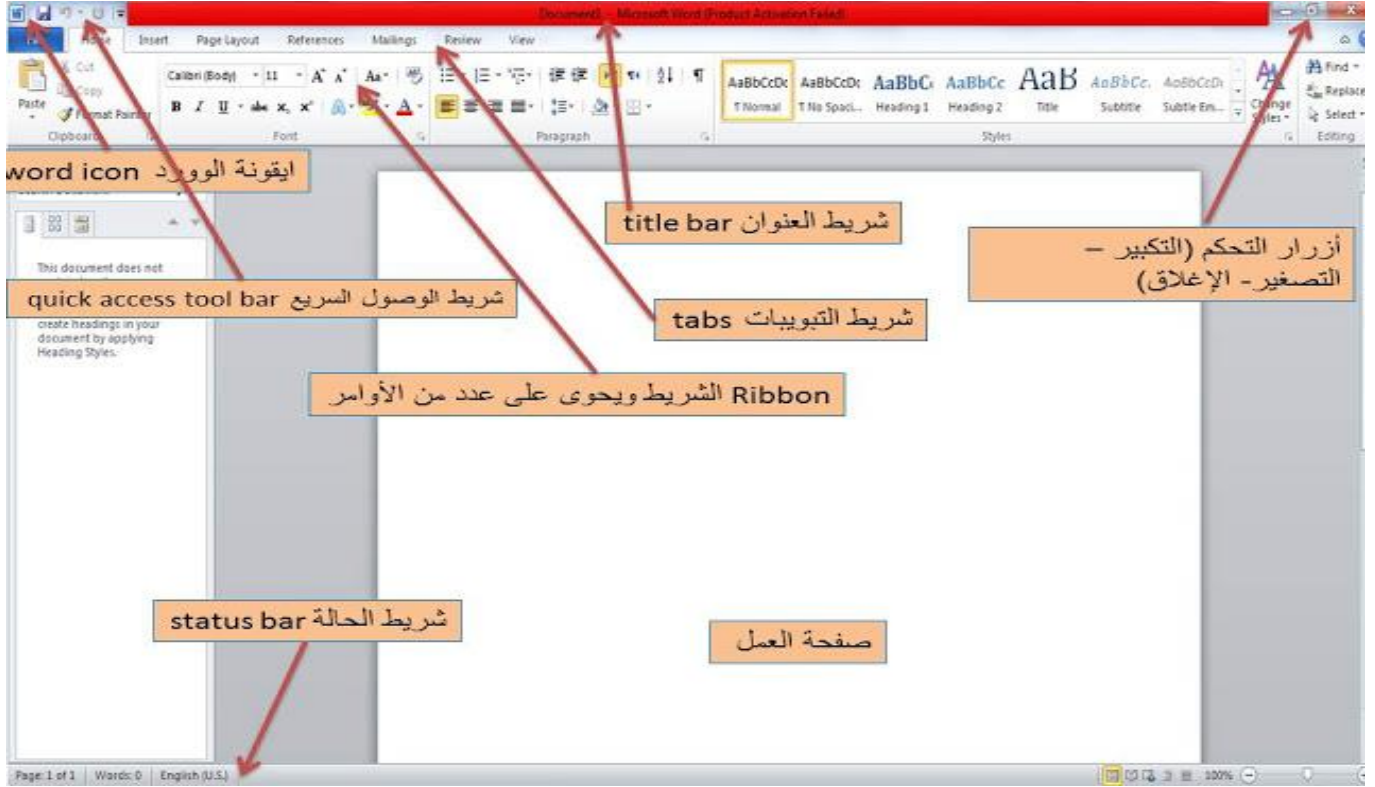 Document1 - Microsoft Word (Product Activation Failed)
Insert Page Layout References Mailings Review View
Cut
Copy
Paste
Format Painter
Clipboard
Calibri (Body) 11
Font
Paragraph
AaBbCcDc AaBbCcDc AaBbC AaBbCc AaB AaBbCc. AaBbCcDc
¶ Normal ¶ No Spaci... Heading 1 Heading 2 Title Subtitle Subtle Em...
Change Styles
Styles
Find
Replace
Select
Editing
ايقونة الوورد word icon
شريط العنوان title bar
أزرار التحكم (التكبير –
التصغير- الإغلاق)
This document does not
شريط الوصول السريع quick access tool bar
create headings in your
document by applying
Heading Styles.
شريط التبويبات tabs
Ribbon الشريط ويحوى على عدد من الأوامر
شريط الحالة status bar
صفحة العمل
Page: 1 of 1 Words: 0 English (U.S.) 100%